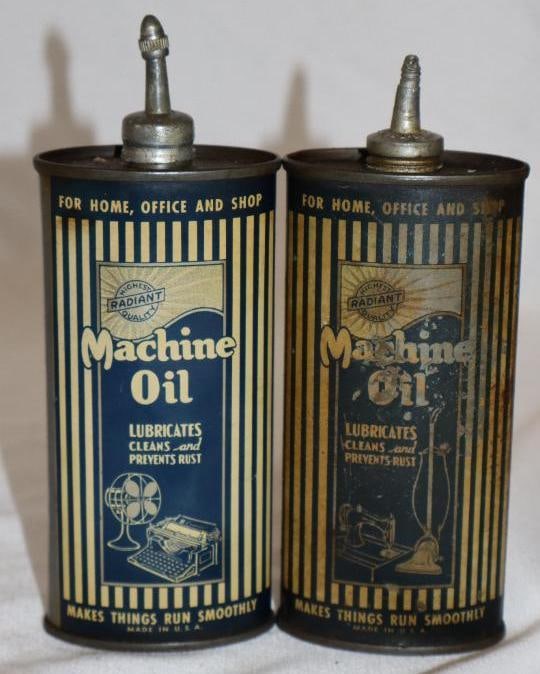 FOR HOME, OFFICE AND SHOP
HIGHEST
RADIANT
QUALITY
Machine
Oil
LUBRICATES
CLEANS and
PREVENTS RUST
MAKES THINGS RUN SMOOTHLY
MADE IN U.S.A.
FOR HOME, OFFICE AND SHOP
HIGHEST
RADIANT
QUALITY
Machine
Oil
LUBRICATES
CLEANS and
PREVENTS RUST
MAKES THINGS RUN SMOOTHLY
MADE IN U.S.A.